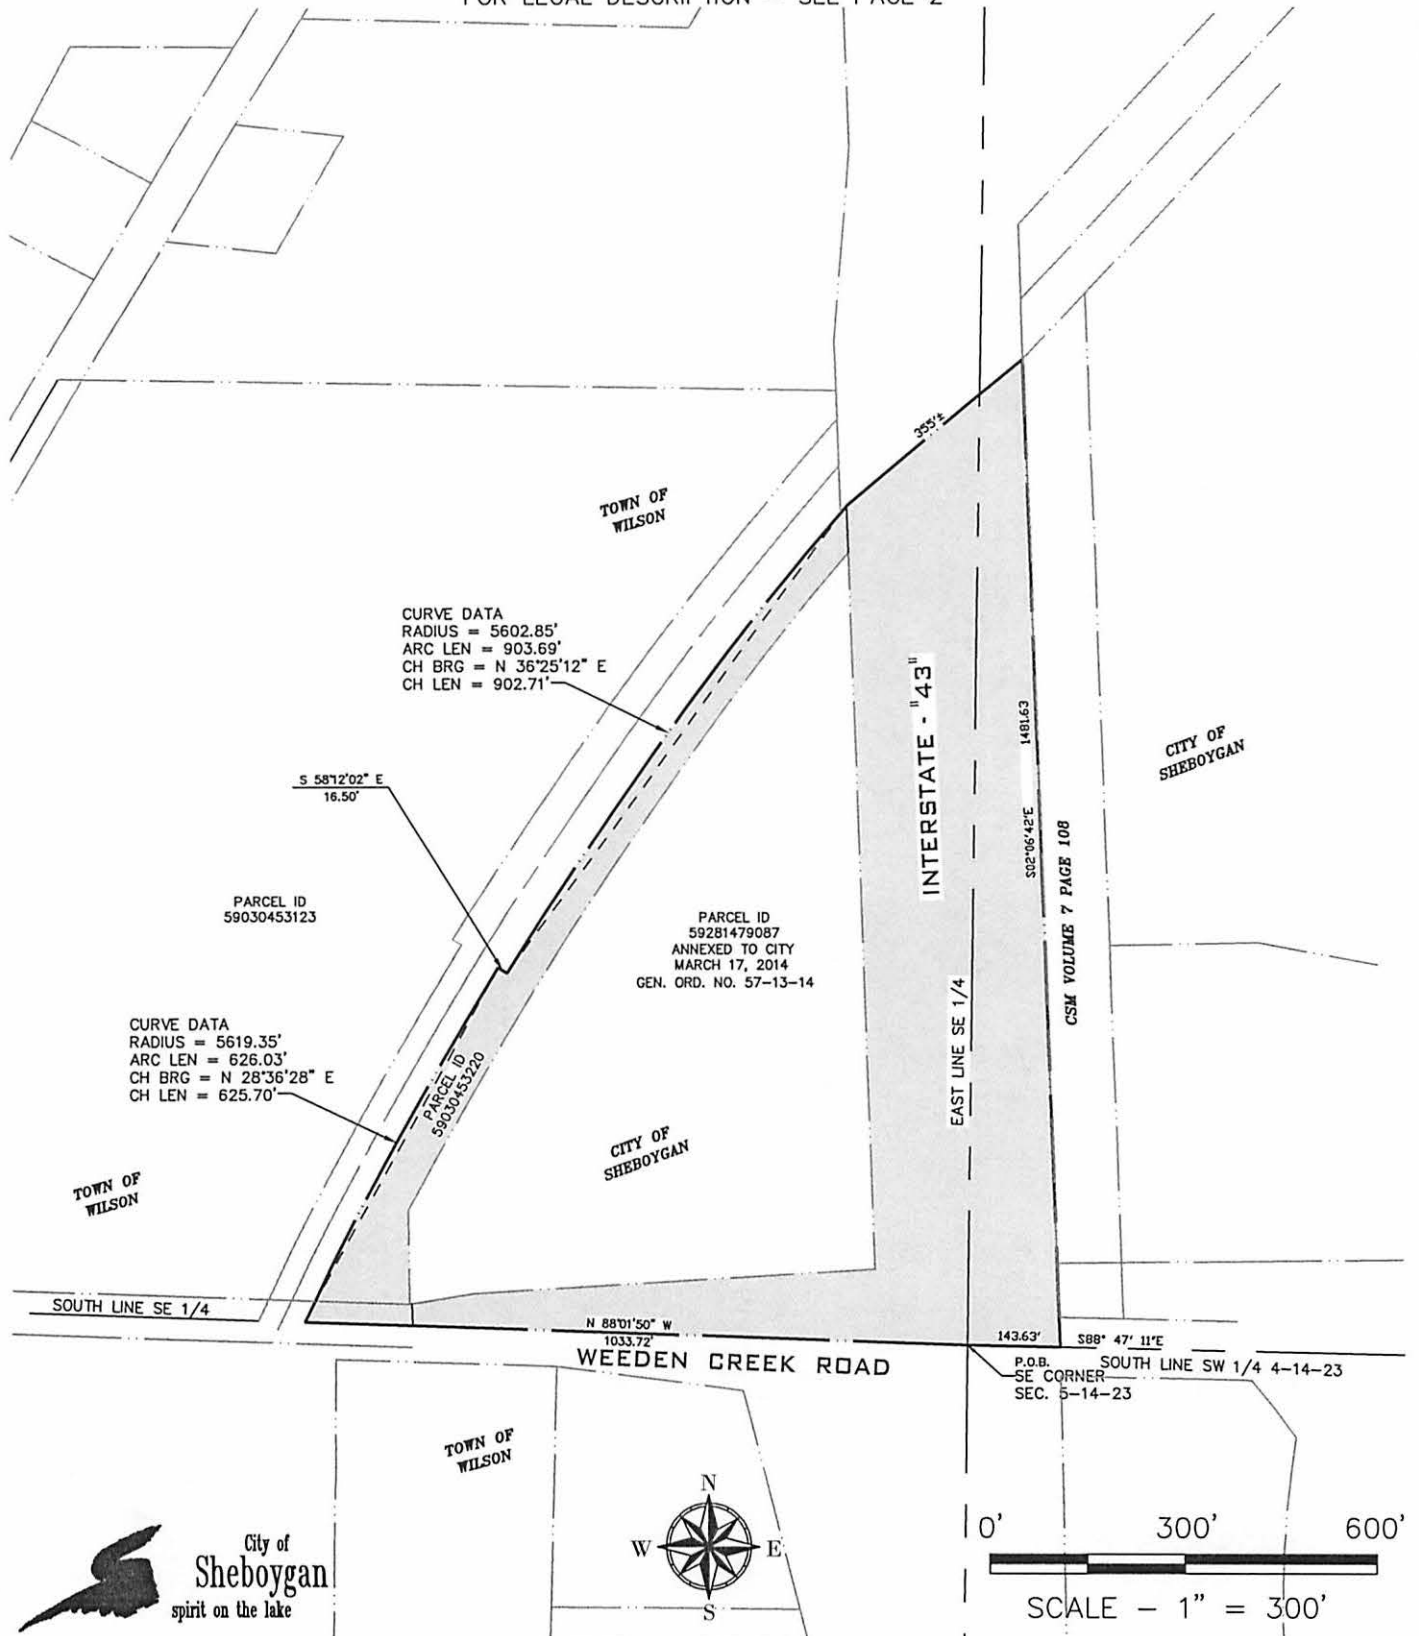 FOR LEGAL DESCRIPTION - SEE PAGE 2
355'±
TOWN OF
WILSON
CURVE DATA
RADIUS = 5602.85'
ARC LEN = 903.69'
CH BRG = N 36°25'12" E
CH LEN = 902.71'
INTERSTATE - "43"
1481.63
S02°06'42"E
CITY OF
SHEBOYGAN
S 58°12'02" E
16.50'
CSM VOLUME 7 PAGE 108
PARCEL ID
59030453123
PARCEL ID
59281479087
ANNEXED TO CITY
MARCH 17, 2014
GEN. ORD. NO. 57-13-14
EAST LINE SE 1/4
CURVE DATA
RADIUS = 5619.35'
ARC LEN = 626.03'
CH BRG = N 28°36'28" E
CH LEN = 625.70'
PARCEL ID
59030453220
CITY OF
SHEBOYGAN
TOWN OF
WILSON
SOUTH LINE SE 1/4
N 88°01'50" W
1033.72'
143.63'
S88° 47' 11"E
WEEDEN CREEK ROAD
P.O.B.
SE CORNER
SEC. 5-14-23
SOUTH LINE SW 1/4 4-14-23
TOWN OF
WILSON
N
W
E
S
0'
300'
600'
SCALE - 1" = 300'
City of
Sheboygan
spirit on the lake